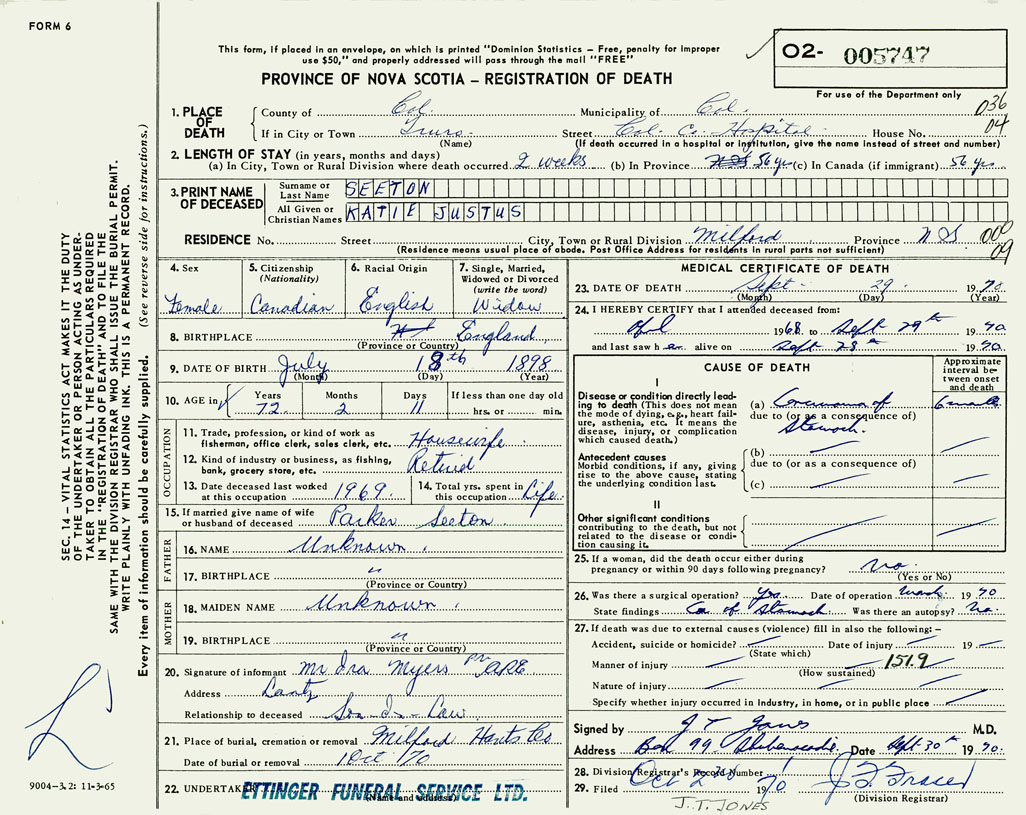 FORM 6
This form, if placed in an envelope, on which is printed "Dominion Statistics – Free, penalty for improper
use $50," and properly addressed will pass through the mail "FREE"
PROVINCE OF NOVA SCOTIA – REGISTRATION OF DEATH
02- 005747
For use of the Department only
036
04
1. PLACE OF DEATH
County of Col. Municipality of Col.
If in City or Town Truro Street Col. Co. Hospital House No.
(Name) (If death occurred in a hospital or institution, give the name instead of street and number)
2. LENGTH OF STAY (in years, months and days)
(a) In City, Town or Rural Division where death occurred 2 weeks (b) In Province 56 yrs (c) In Canada (if immigrant) 56 yrs
3. PRINT NAME OF DECEASED
Surname or Last Name SEETON
All Given or Christian Names KATIE JUSTUS
RESIDENCE No. Street City, Town or Rural Division Milford Province N S
(Residence means usual place of abode. Post Office Address for residents in rural parts not sufficient)
000
09
4. Sex Female
5. Citizenship (Nationality) Canadian
6. Racial Origin English
7. Single, Married, Widowed or Divorced (write the word) Widow
8. BIRTHPLACE England
(Province or Country)
9. DATE OF BIRTH July 18th 1898
(Month) (Day) (Year)
10. AGE in Years 72 Months 2 Days 11 If less than one day old
hrs. or min.
OCCUPATION
11. Trade, profession, or kind of work as
fisherman, office clerk, sales clerk, etc. Housewife
12. Kind of industry or business, as fishing,
bank, grocery store, etc. Retired
13. Date deceased last worked
at this occupation 1969
14. Total yrs. spent in
this occupation Life
15. If married give name of wife
or husband of deceased Parker Seeton
FATHER
16. NAME Unknown
17. BIRTHPLACE "
(Province or Country)
MOTHER
18. MAIDEN NAME Unknown
19. BIRTHPLACE "
(Province or Country)
20. Signature of informant Mr Ira Myers per
Address Lantz
Relationship to deceased Son-In-Law
21. Place of burial, cremation or removal Milford Hants Co
Date of burial or removal 1 Oct 1/70
22. UNDERTAKER ETTINGER FUNERAL SERVICE LTD.
(Name and address)
MEDICAL CERTIFICATE OF DEATH
23. DATE OF DEATH Sept. 29 1970
(Month) (Day) (Year)
24. I HEREBY CERTIFY that I attended deceased from:
1968 to Sept 29th 1970
and last saw her alive on Sept 28th 1970.
CAUSE OF DEATH
Approximate interval between onset and death
I
Disease or condition directly leading
to death (This does not mean
the mode of dying, e.g., heart failure,
asthenia, etc. It means the
disease, injury, or complication
which caused death.)
(a) Carcinoma of
due to (or as a consequence of)
Stomach
6 months
Antecedent causes
Morbid conditions, if any, giving
rise to the above cause, stating
the underlying condition last.
(b)
due to (or as a consequence of)
(c)
II
Other significant conditions
contributing to the death, but not
related to the disease or condition
causing it.
25. If a woman, did the death occur either during
pregnancy or within 90 days following pregnancy? no.
(Yes or No)
26. Was there a surgical operation? Yes. Date of operation March 1970
State findings Ca of Stomach Was there an autopsy? No.
27. If death was due to external causes (violence) fill in also the following:–
Accident, suicide or homicide? Date of injury 19
(State which)
Manner of injury 151.9
(How sustained)
Nature of injury
Specify whether injury occurred in Industry, in home, or in public place
Signed by J T Jones M.D.
Address Box 99 Shubenacadie Date Sept 30th 1970.
28. Division Registrar's Record Number
29. Filed Oct 2 1970 J. Fraser
(Division Registrar)
J.T. JONES
SEC. 14 – VITAL STATISTICS ACT MAKES IT THE DUTY
OF THE UNDERTAKER OR PERSON ACTING AS UNDERTAKER
TO OBTAIN ALL THE PARTICULARS REQUIRED
IN THE "REGISTRATION OF DEATH" AND TO FILE THE
SAME WITH THE DIVISION REGISTRAR WHO SHALL ISSUE THE BURIAL PERMIT.
WRITE PLAINLY WITH UNFADING INK. THIS IS A PERMANENT RECORD.
Every item of information should be carefully supplied. (See reverse side for instructions.)
9004–3.2: 11-3-65